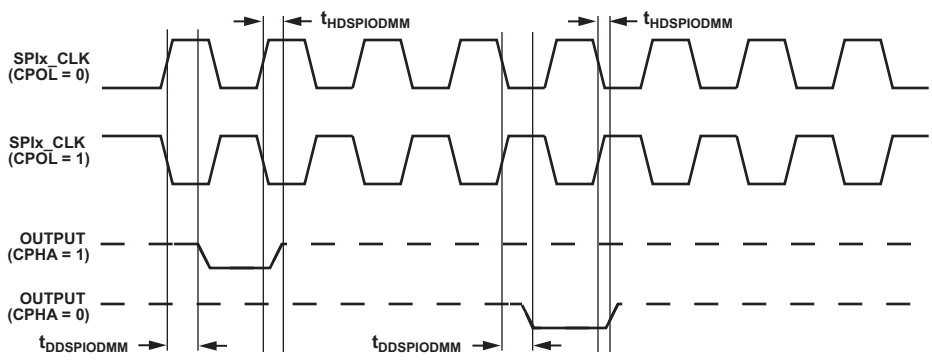 tHDSPIODMM
tHDSPIODMM
SPIx_CLK
(CPOL = 0)
SPIx_CLK
(CPOL = 1)
OUTPUT
(CPHA = 1)
OUTPUT
(CPHA = 0)
tDDSPIODMM
tDDSPIODMM